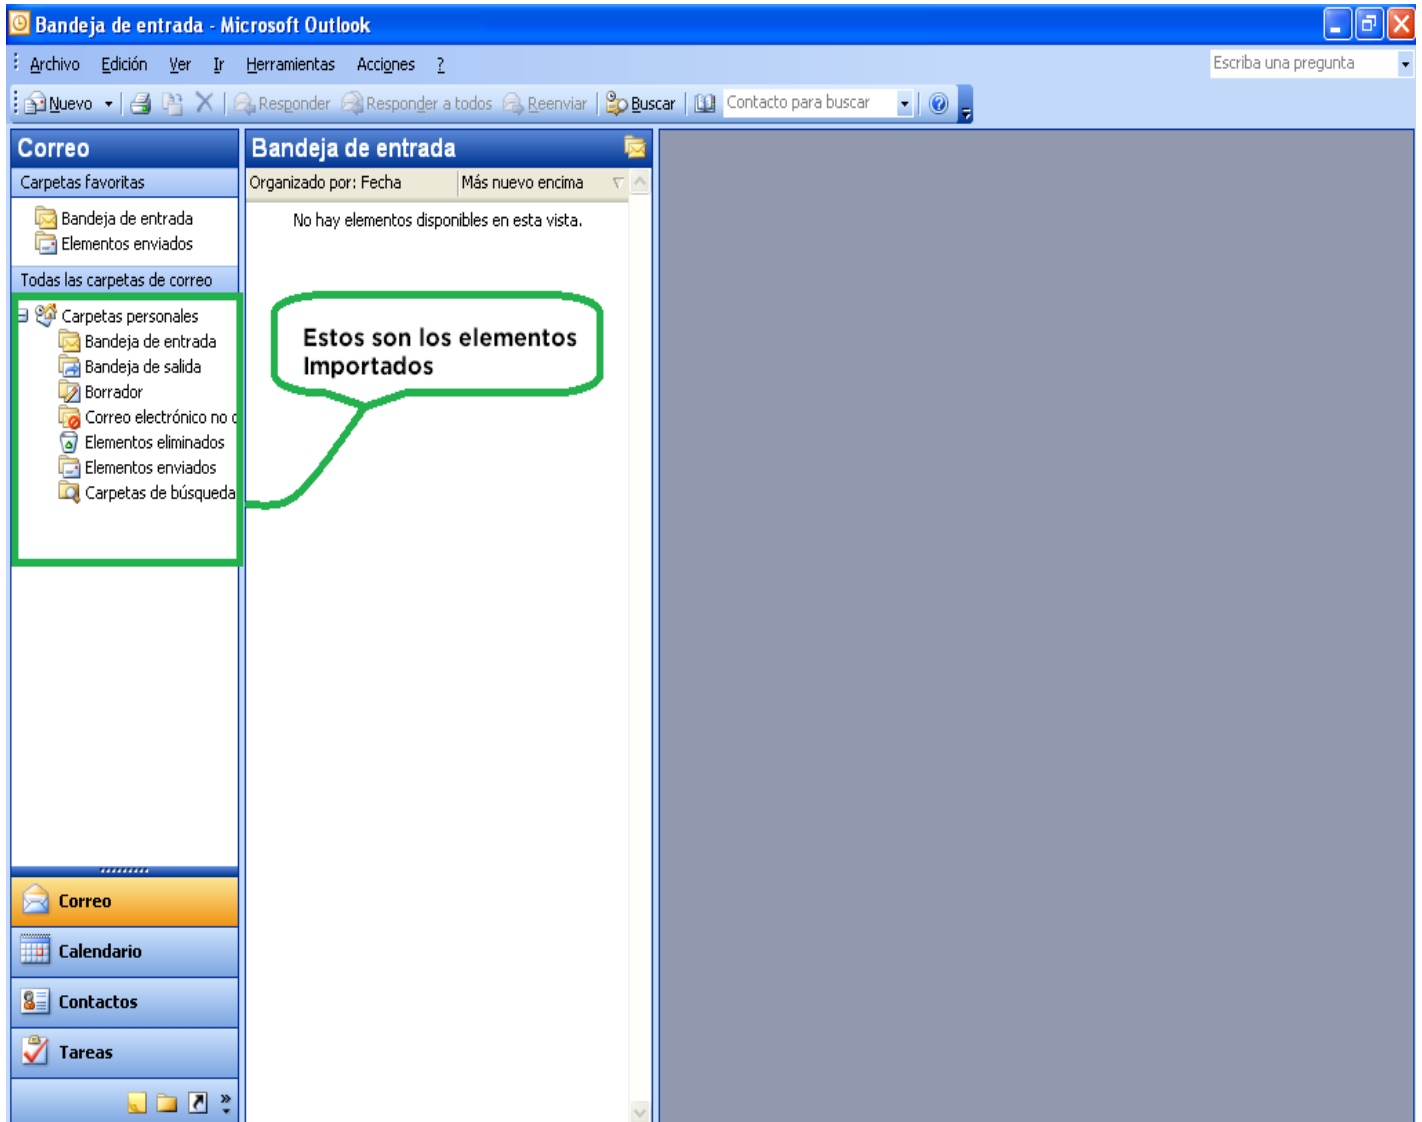 Bandeja de entrada - Microsoft Outlook
Archivo Edición Ver Ir Herramientas Acciones ? Escriba una pregunta
Nuevo Responder Responder a todos Reenviar Buscar Contacto para buscar
Correo
Carpetas favoritas
Bandeja de entrada
Elementos enviados
Todas las carpetas de correo
Carpetas personales
Bandeja de entrada
Bandeja de salida
Borrador
Correo electrónico no
Elementos eliminados
Elementos enviados
Carpetas de búsqueda
Bandeja de entrada
Organizado por: Fecha Más nuevo encima
No hay elementos disponibles en esta vista.
Estos son los elementos
Importados
Correo
Calendario
Contactos
Tareas